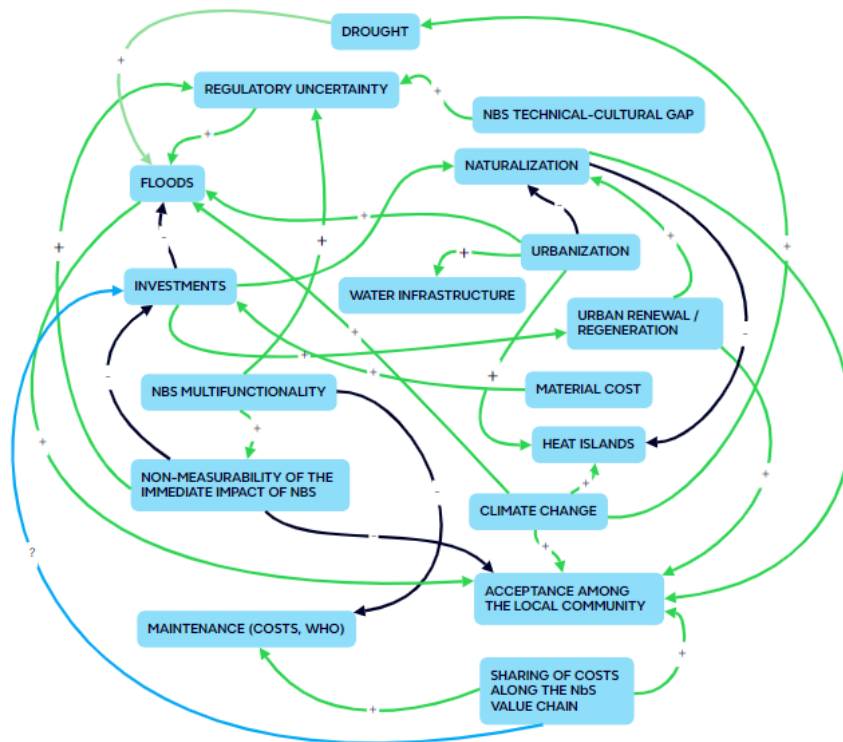 DROUGHT
+
REGULATORY UNCERTAINTY
+
NBS TECHNICAL-CULTURAL GAP
+
NATURALIZATION
FLOODS
+
-
+
-
URBANIZATION
+
+
+
+
+
INVESTMENTS
WATER INFRASTRUCTURE
URBAN RENEWAL /
REGENERATION
-
+
+
+
-
+
NBS MULTIFUNCTIONALITY
MATERIAL COST
+
+
HEAT ISLANDS
NON-MEASURABILITY OF THE
IMMEDIATE IMPACT OF NBS
+
+
-
CLIMATE CHANGE
-
+
?
ACCEPTANCE AMONG
THE LOCAL COMMUNITY
MAINTENANCE (COSTS, WHO)
+
SHARING OF COSTS
ALONG THE NbS
VALUE CHAIN
+